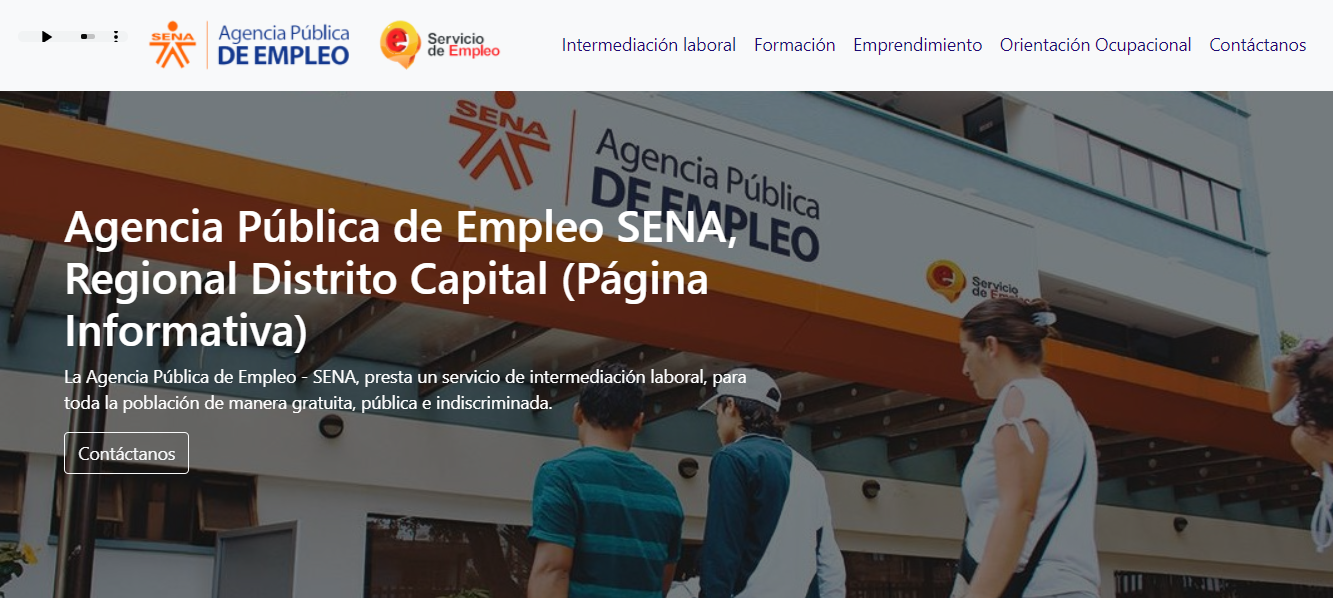 SENA
Agencia Pública
DE EMPLEO
Servicio
de Empleo
Intermediación laboral
Formación
Emprendimiento
Orientación Ocupacional
Contáctanos
SENA
Agencia Pública
DE EMPLEO
Servicio
de Empleo
Agencia Pública de Empleo SENA,
Regional Distrito Capital (Página
Informativa)
La Agencia Pública de Empleo - SENA, presta un servicio de intermediación laboral, para
toda la población de manera gratuita, pública e indiscriminada.
Contáctanos